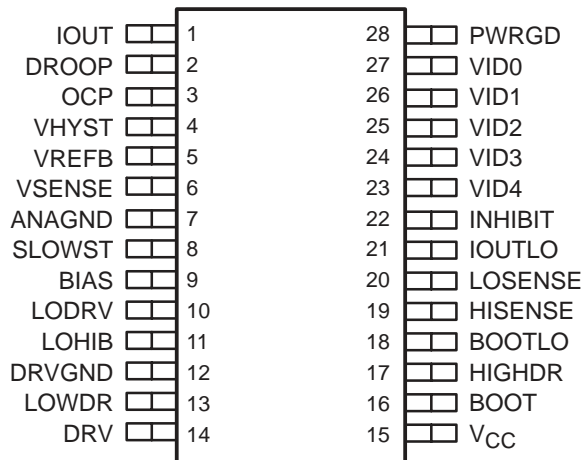 IOUT 1 28 PWRGD
DROOP 2 27 VID0
OCP 3 26 VID1
VHYST 4 25 VID2
VREFB 5 24 VID3
VSENSE 6 23 VID4
ANAGND 7 22 INHIBIT
SLOWST 8 21 IOUTLO
BIAS 9 20 LOSENSE
LODRV 10 19 HISENSE
LOHIB 11 18 BOOTLO
DRVGND 12 17 HIGHDR
LOWDR 13 16 BOOT
DRV 14 15 VCC